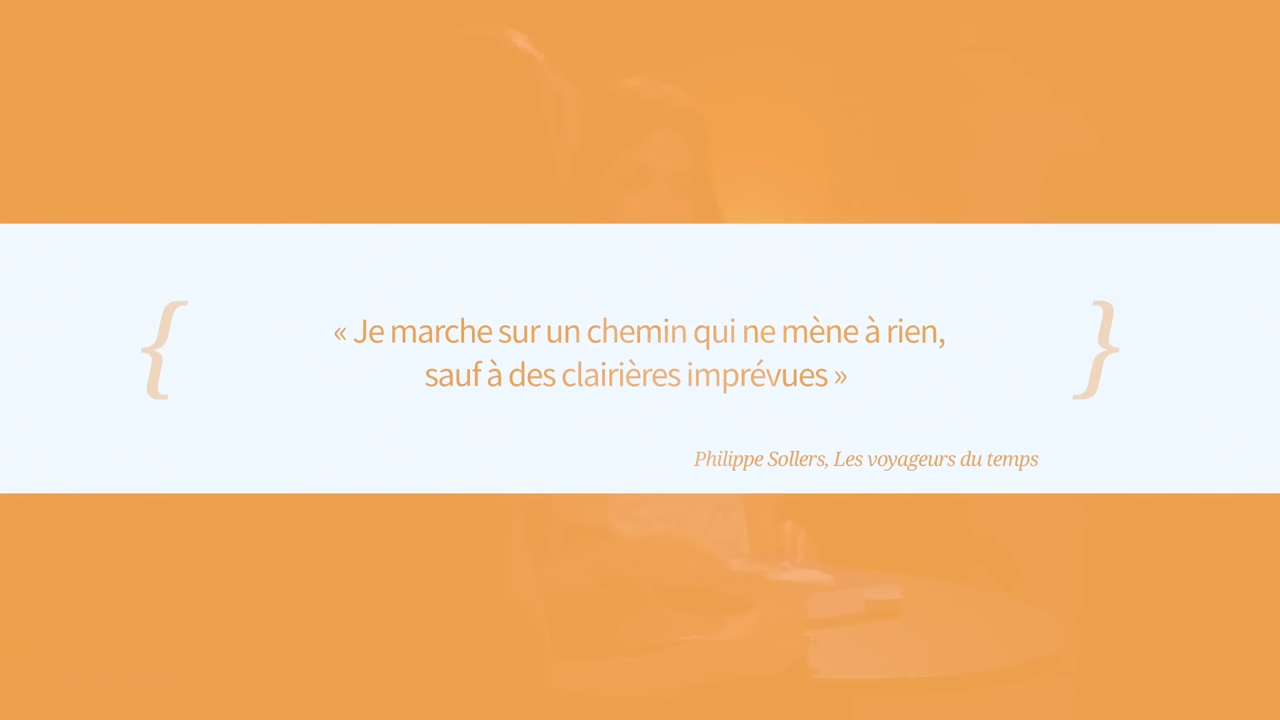 « Je marche sur un chemin qui ne mène à rien,
sauf à des clairières imprévues »
Philippe Sollers, Les voyageurs du temps